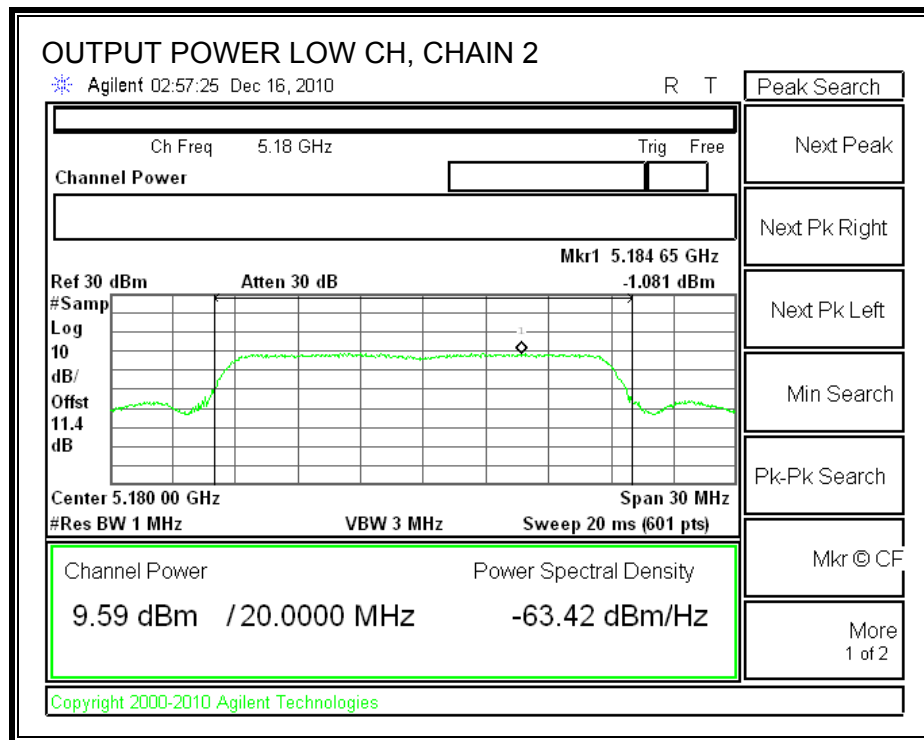 OUTPUT POWER LOW CH, CHAIN 2
Agilent 02:57:25 Dec 16, 2010 R T
Peak Search
Ch Freq 5.18 GHz Trig Free
Channel Power
Next Peak
Next Pk Right
Mkr1 5.184 65 GHz
Ref 30 dBm Atten 30 dB -1.081 dBm
#Samp
Log
10
dB/
Offst
11.4
dB
1
Next Pk Left
Min Search
Pk-Pk Search
Center 5.180 00 GHz Span 30 MHz
#Res BW 1 MHz VBW 3 MHz Sweep 20 ms (601 pts)
Channel Power Power Spectral Density
9.59 dBm / 20.0000 MHz -63.42 dBm/Hz
Mkr © CF
More
1 of 2
Copyright 2000-2010 Agilent Technologies